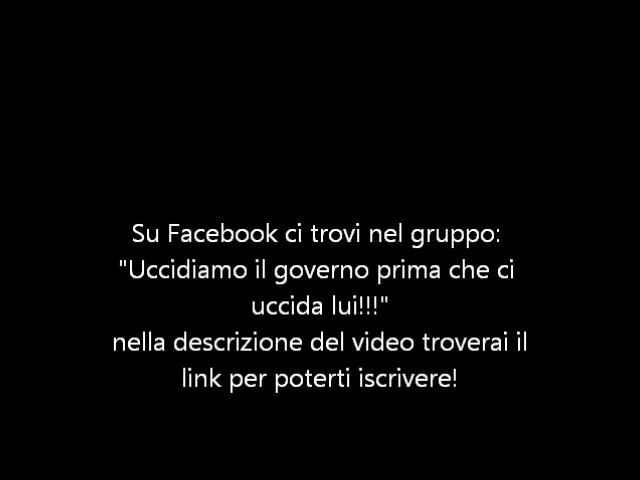 Su Facebook ci trovi nel gruppo:
"Uccidiamo il governo prima che ci
uccida lui!!!"
nella descrizione del video troverai il
link per poterti iscrivere!